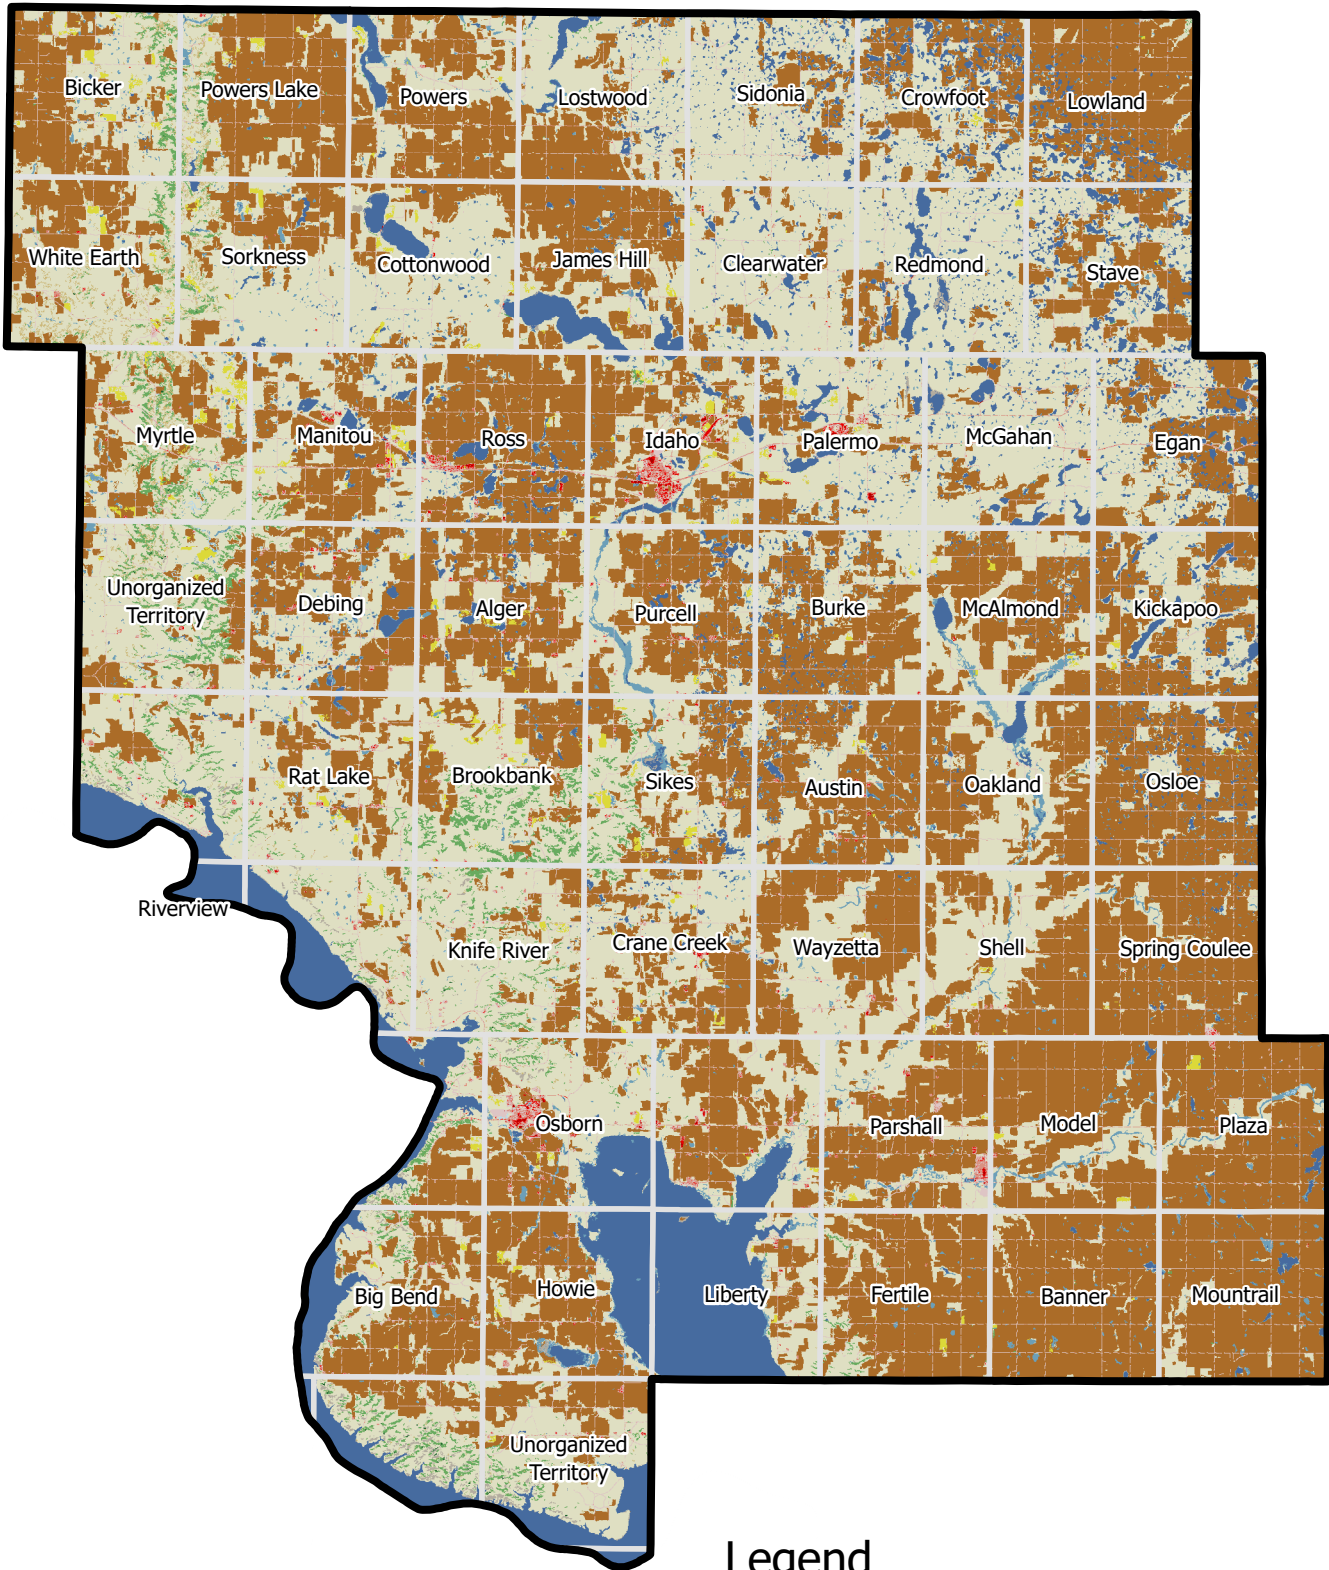 Bicker
Powers Lake
Powers
Lostwood
Sidonia
Crowfoot
Lowland
White Earth
Sorkness
Cottonwood
James Hill
Clearwater
Redmond
Stave
Myrtle
Manitou
Ross
Idaho
Palermo
McGahan
Egan
Unorganized
Territory
Debing
Alger
Purcell
Burke
McAlmond
Kickapoo
Rat Lake
Brookbank
Sikes
Austin
Oakland
Osloe
Riverview
Knife River
Crane Creek
Wayzetta
Shell
Spring Coulee
Osborn
Parshall
Model
Plaza
Big Bend
Howie
Liberty
Fertile
Banner
Mountrail
Unorganized
Territory
Legend